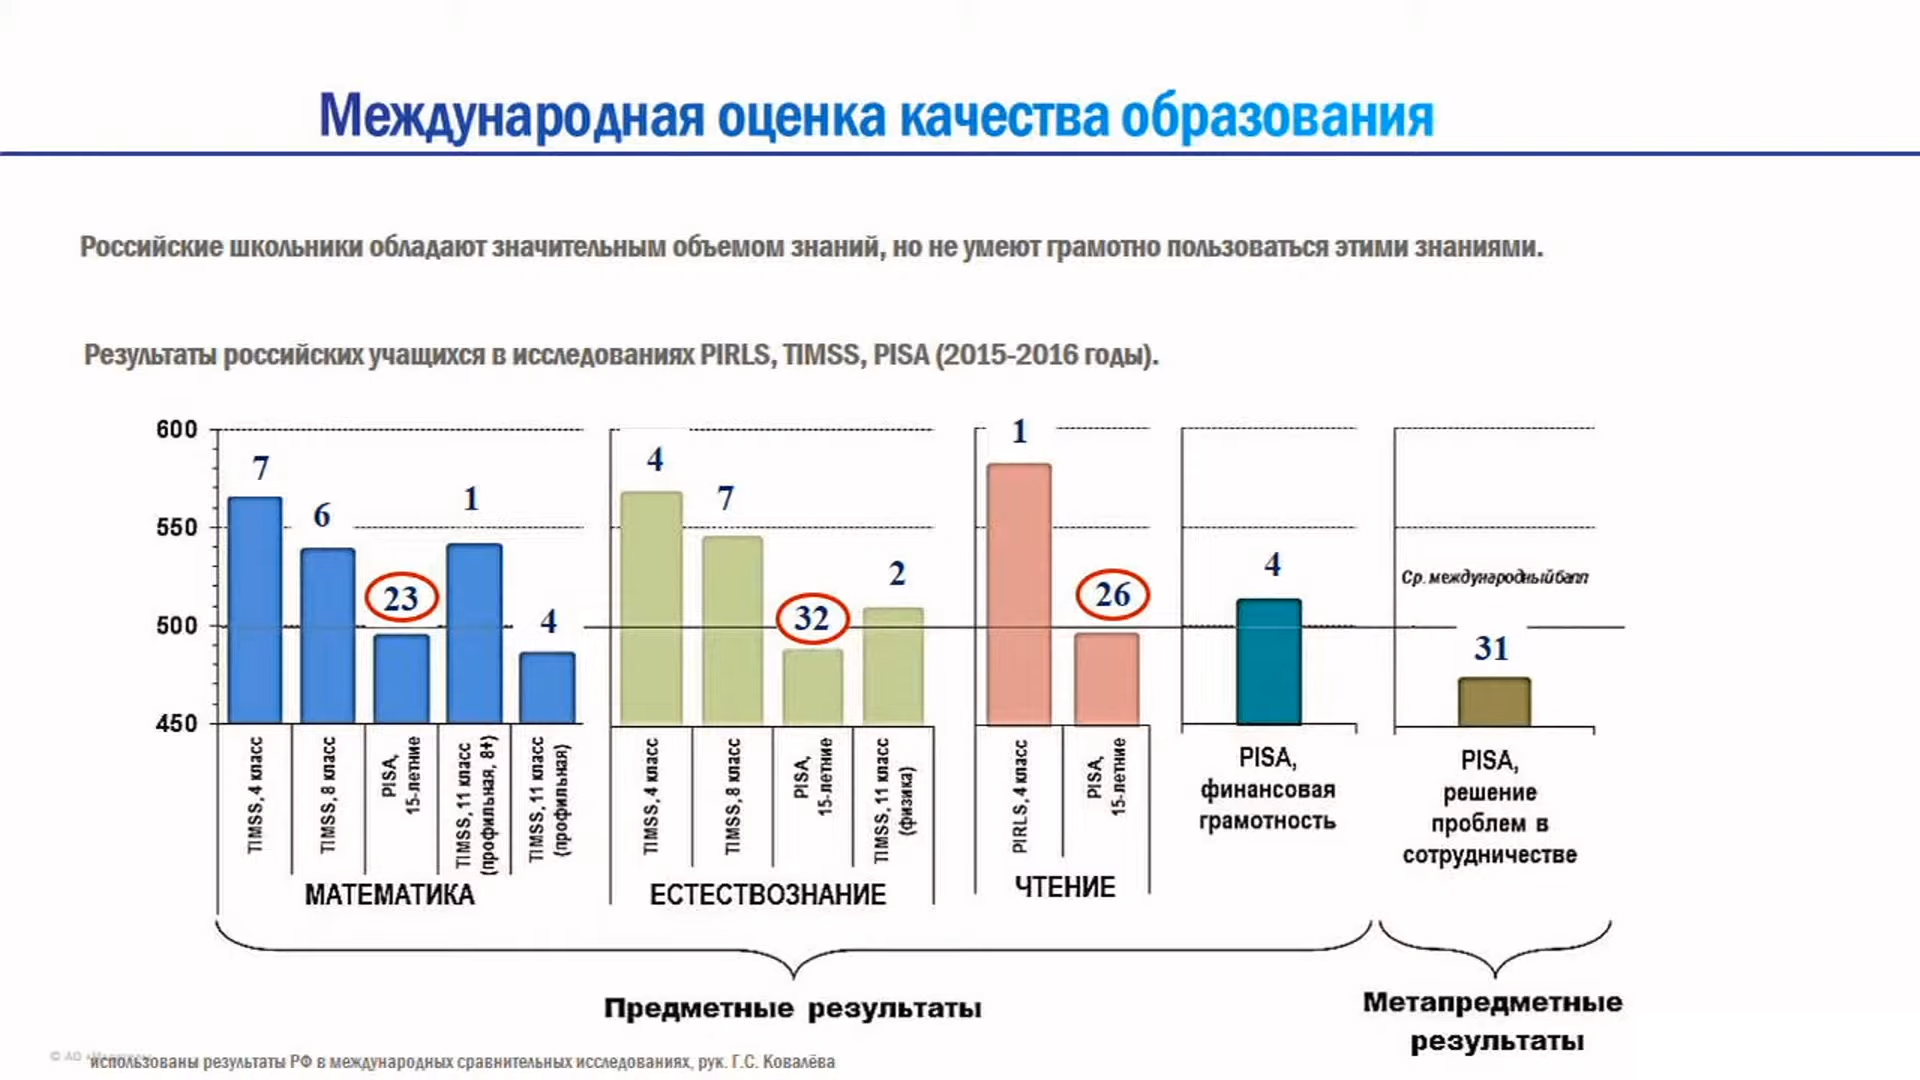 Международная оценка качества образования
Российские школьники обладают значительным объемом знаний, но не умеют грамотно пользоваться этими знаниями.
Результаты российских учащихся в исследованиях PIRLS, TIMSS, PISA (2015-2016 годы).
600
550
500
450
7
6
23
1
4
4
7
32
2
1
26
4
Ср. международный балл
31
TIMSS, 4 класс
TIMSS, 8 класс
PISA,
15-летние
TIMSS, 11 класс
(профильная, 8+)
TIMSS, 11 класс
(профильная)
МАТЕМАТИКА
TIMSS, 4 класс
TIMSS, 8 класс
PISA,
15-летние
TIMSS, 11 класс
(физика)
ЕСТЕСТВОЗНАНИЕ
PIRLS, 4 класс
PISA,
15-летние
ЧТЕНИЕ
PISA,
финансовая
грамотность
PISA,
решение
проблем в
сотрудничестве
Предметные результаты
Метапредметные
результаты
© АО
использованы результаты РФ в международных сравнительных исследованиях, рук. Г.С. Ковалёва